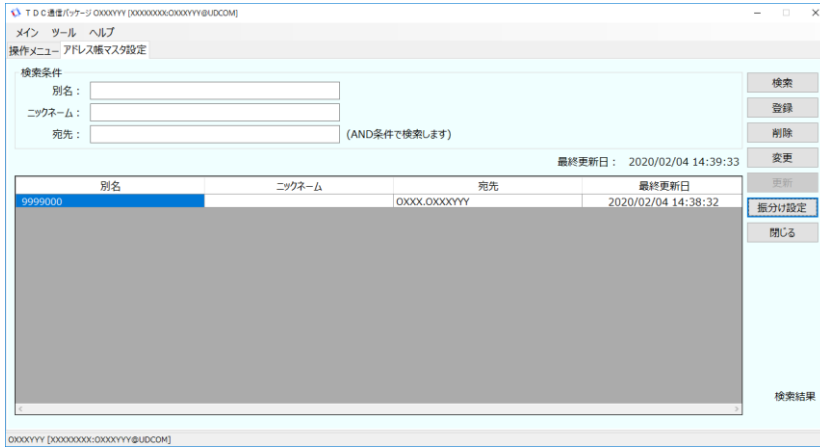 ＴＤＣ通信パッケージ OXXXYYY [XXXXXXXX:OXXXYYY@UDCOM]
メイン ツール ヘルプ
操作メニュー アドレス帳マスタ設定
検索条件
別名：
ニックネーム：
宛先：
(AND条件で検索します)
最終更新日： 2020/02/04 14:39:33
検索
登録
削除
変更
更新
振分け設定
閉じる
別名 ニックネーム 宛先 最終更新日
9999000 OXXX.OXXXYYY 2020/02/04 14:38:32
検索結果
OXXXYYY [XXXXXXXX:OXXXYYY@UDCOM]